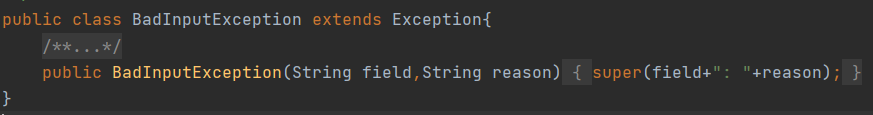 public class BadInputException extends Exception{
/**...*/
public BadInputException(String field,String reason) { super(field+": "+reason); }
}